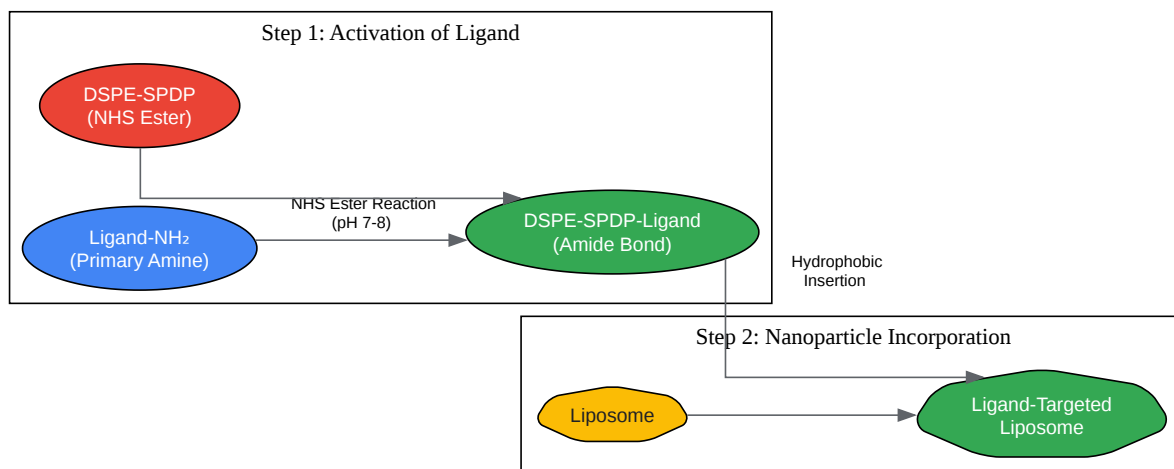 Step 1: Activation of Ligand
DSPE-SPDP
(NHS Ester)
NHS Ester Reaction
(pH 7-8)
Ligand-NH₂
(Primary Amine)
DSPE-SPDP-Ligand
(Amide Bond)
Hydrophobic
Insertion
Step 2: Nanoparticle Incorporation
Liposome
Ligand-Targeted
Liposome